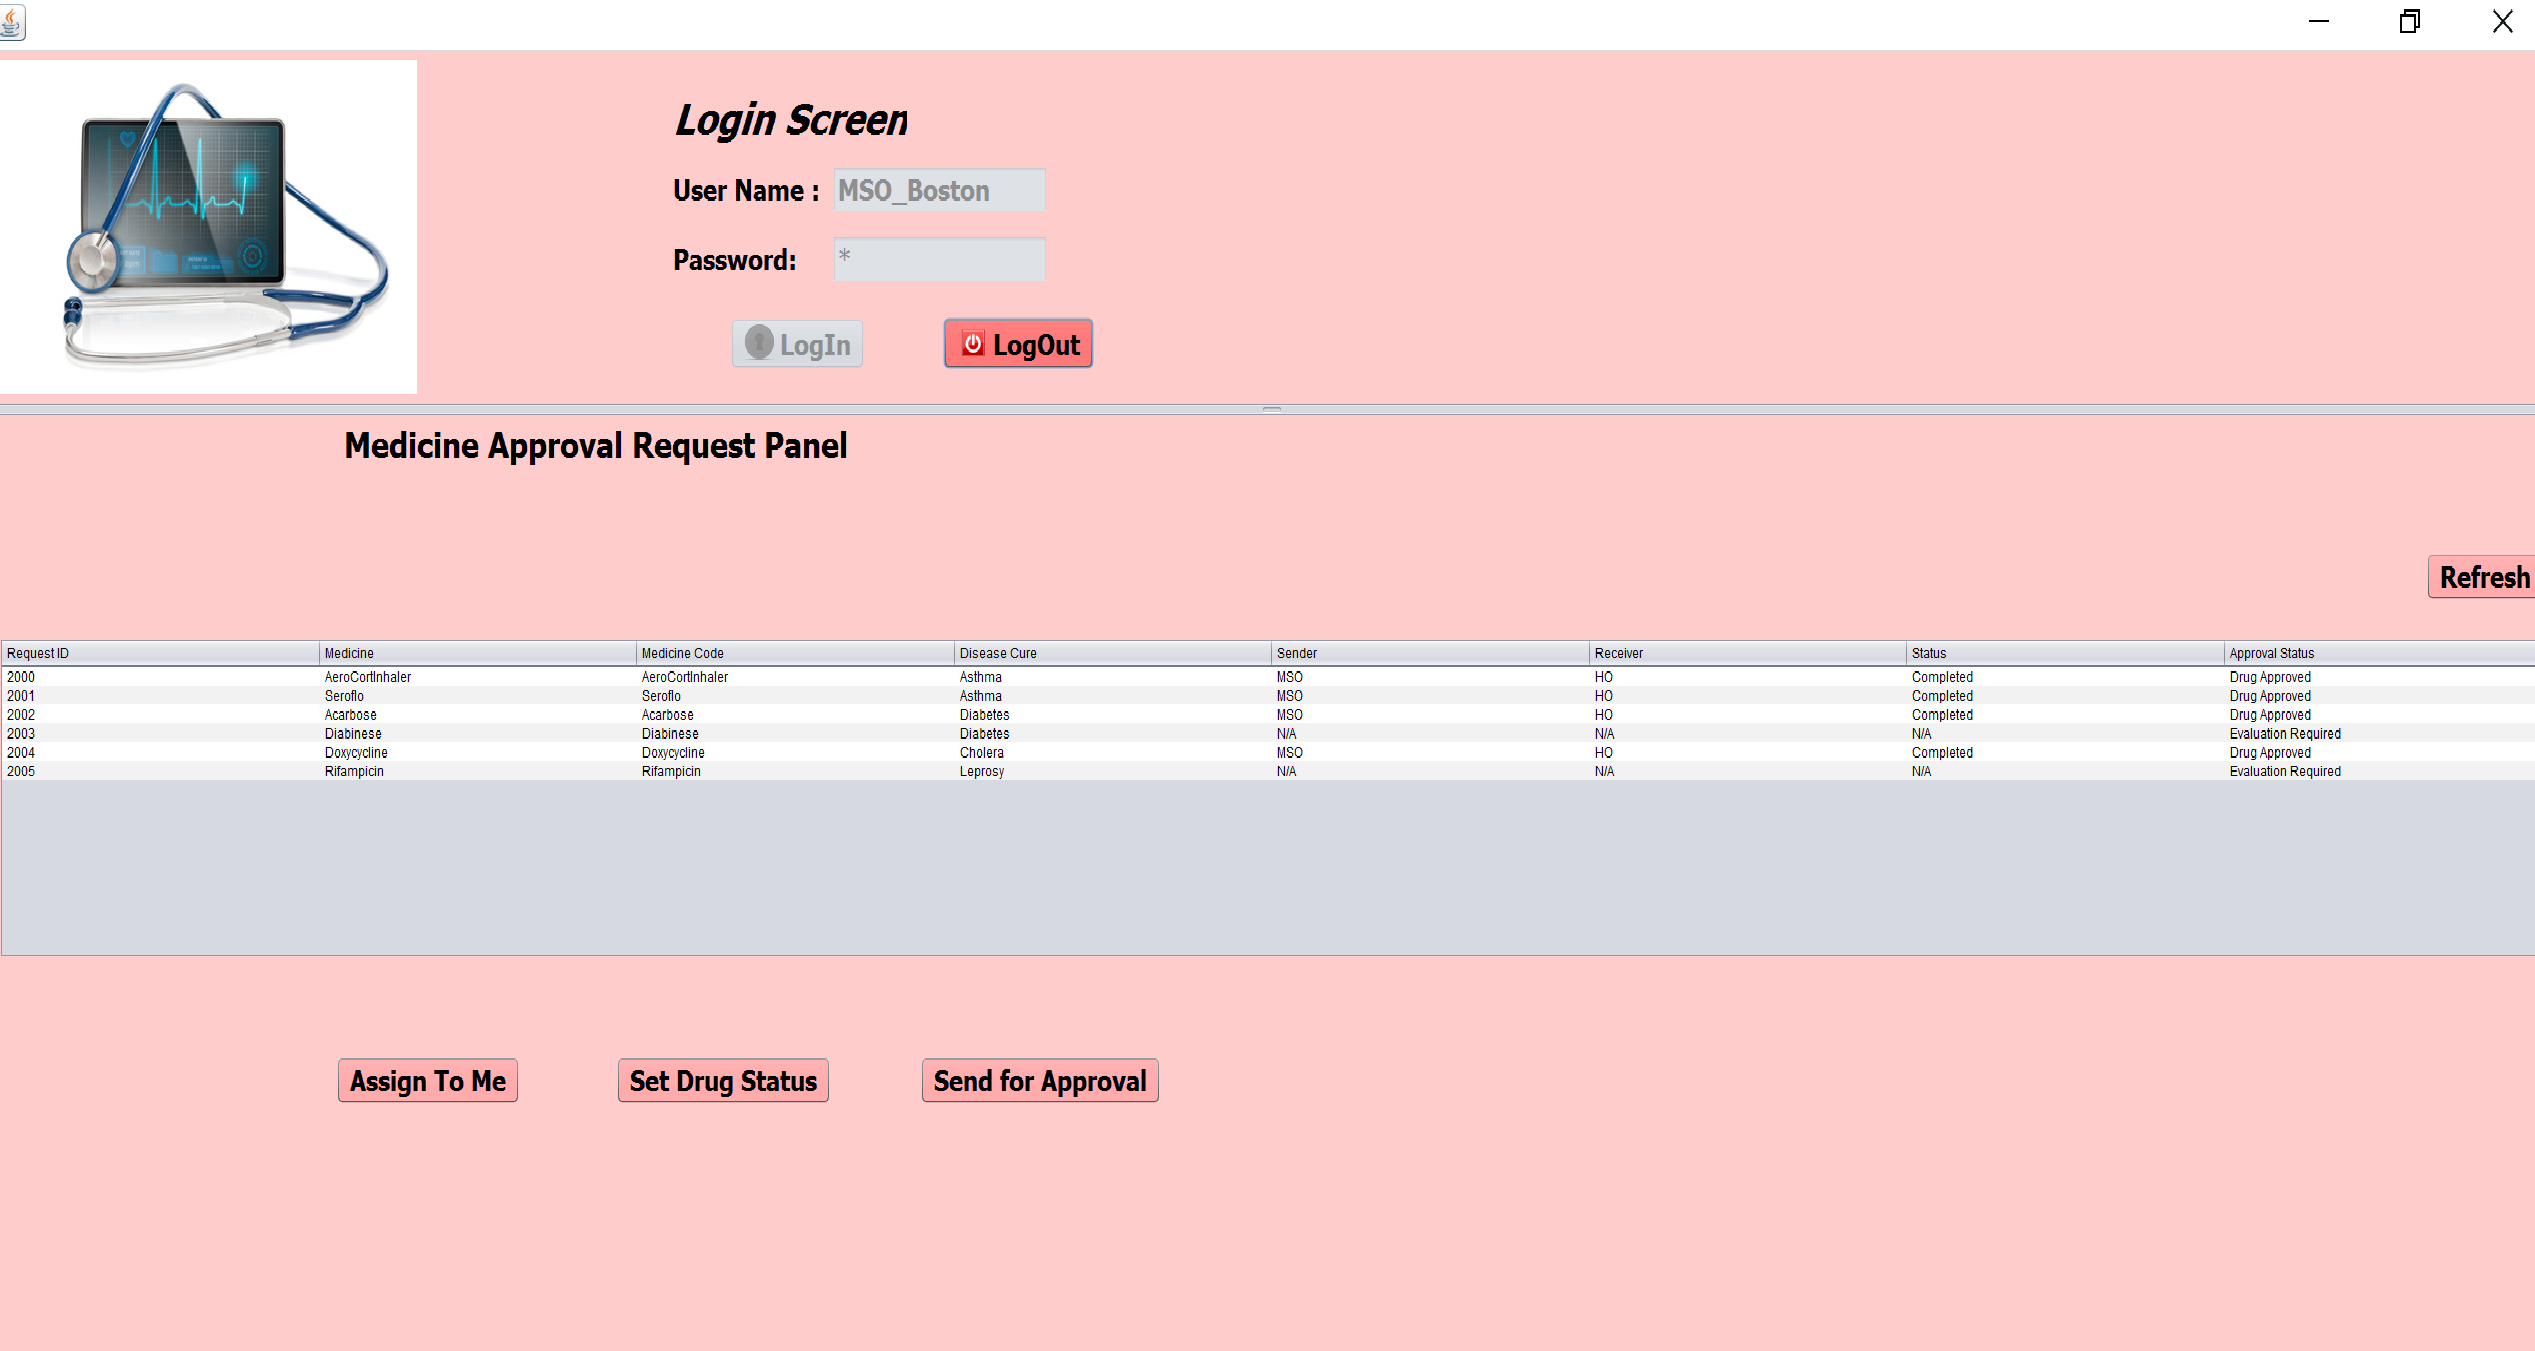 Login Screen
User Name : MSO_Boston
Password: *
LogIn LogOut
Medicine Approval Request Panel
Refresh
Request ID Medicine Medicine Code Disease Cure Sender Receiver Status Approval Status
2000 AeroCortInhaler AeroCortInhaler Asthma MSO HO Completed Drug Approved
2001 Seroflo Seroflo Asthma MSO HO Completed Drug Approved
2002 Acarbose Acarbose Diabetes MSO HO Completed Drug Approved
2003 Diabinese Diabinese Diabetes N/A N/A N/A Evaluation Required
2004 Doxycycline Doxycycline Cholera MSO HO Completed Drug Approved
2005 Rifampicin Rifampicin Leprosy N/A N/A N/A Evaluation Required
Assign To Me Set Drug Status Send for Approval